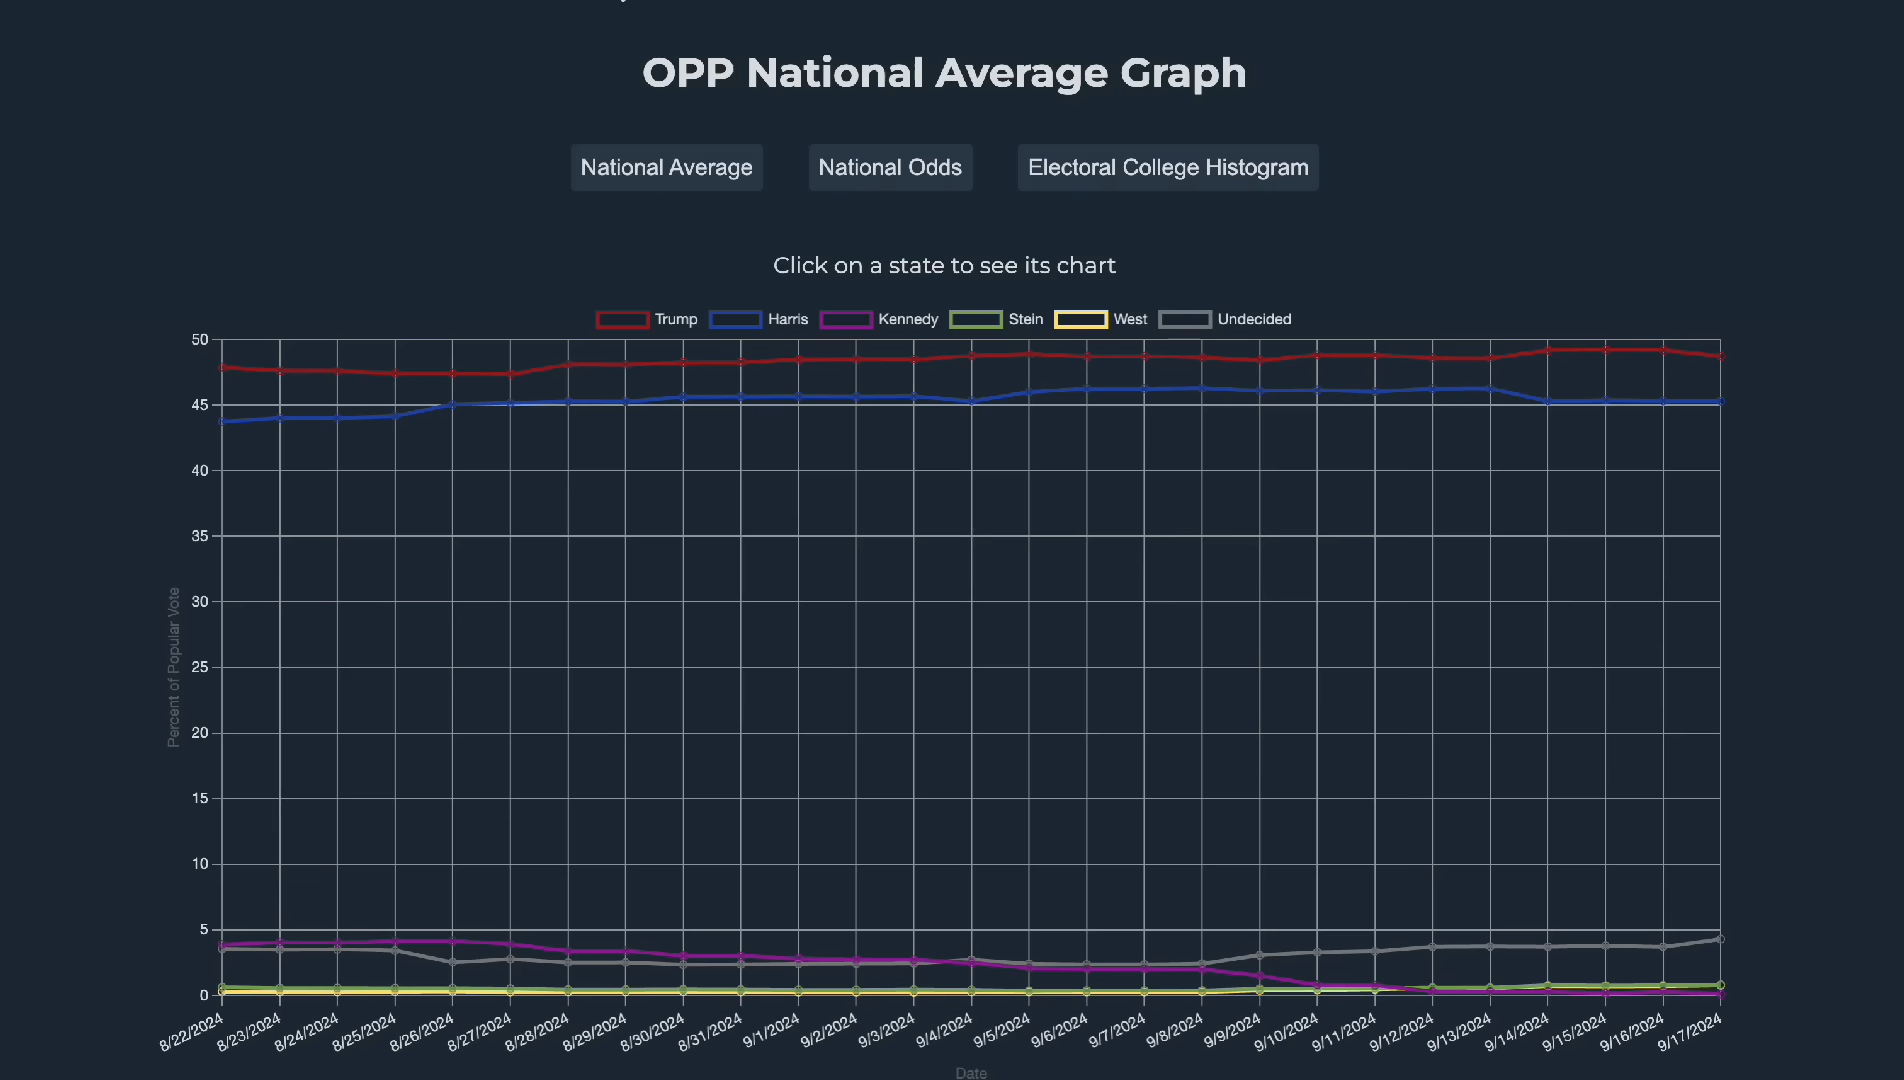 OPP National Average Graph
National Average National Odds Electoral College Histogram
Click on a state to see its chart
Trump Harris Kennedy Stein West Undecided
50
45
40
35
30
25
20
15
10
5
0
Percent of Popular Vote
8/22/2024 8/23/2024 8/24/2024 8/25/2024 8/26/2024 8/27/2024 8/28/2024 8/29/2024 8/30/2024 8/31/2024 9/1/2024 9/2/2024 9/3/2024 9/4/2024 9/5/2024 9/6/2024 9/7/2024 9/8/2024 9/9/2024 9/10/2024 9/11/2024 9/12/2024 9/13/2024 9/14/2024 9/15/2024 9/16/2024 9/17/2024
Date